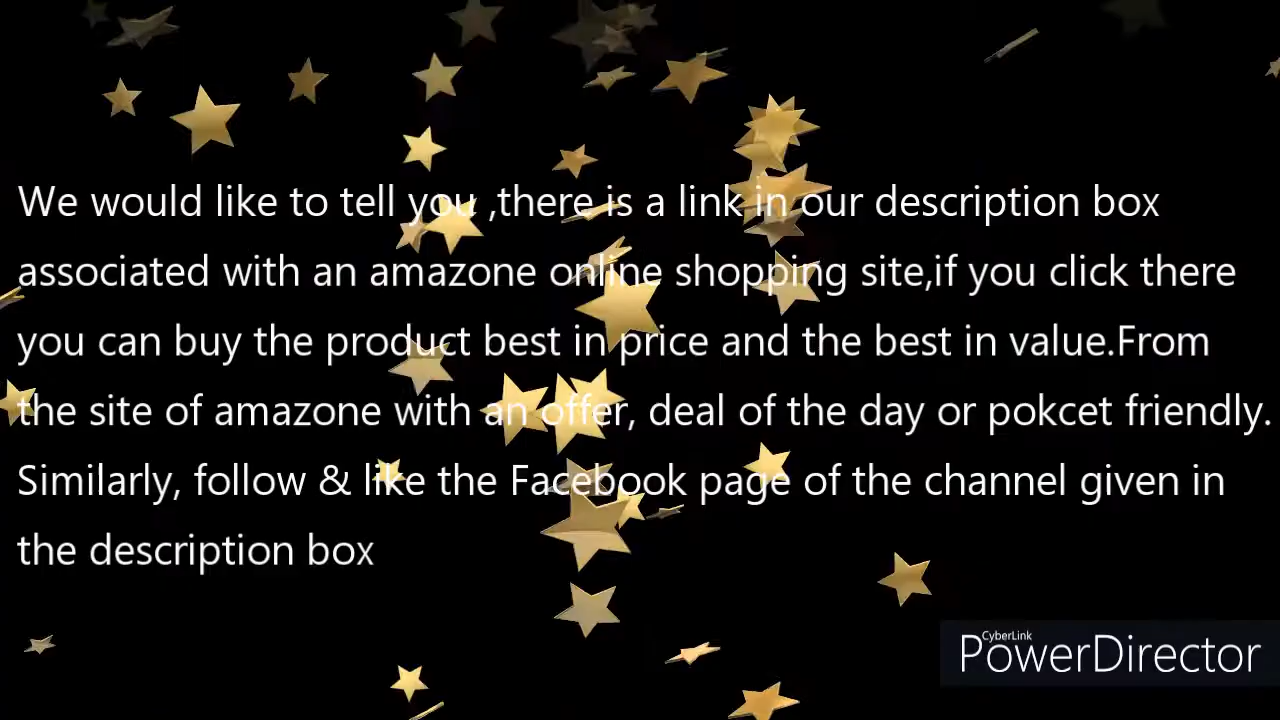 We would like to tell you ,there is a link in our description box
associated with an amazone online shopping site,if you click there
you can buy the product best in price and the best in value.From
the site of amazone with an offer, deal of the day or pokcet friendly.
Similarly, follow & like the Facebook page of the channel given in
the description box
CyberLink
PowerDirector